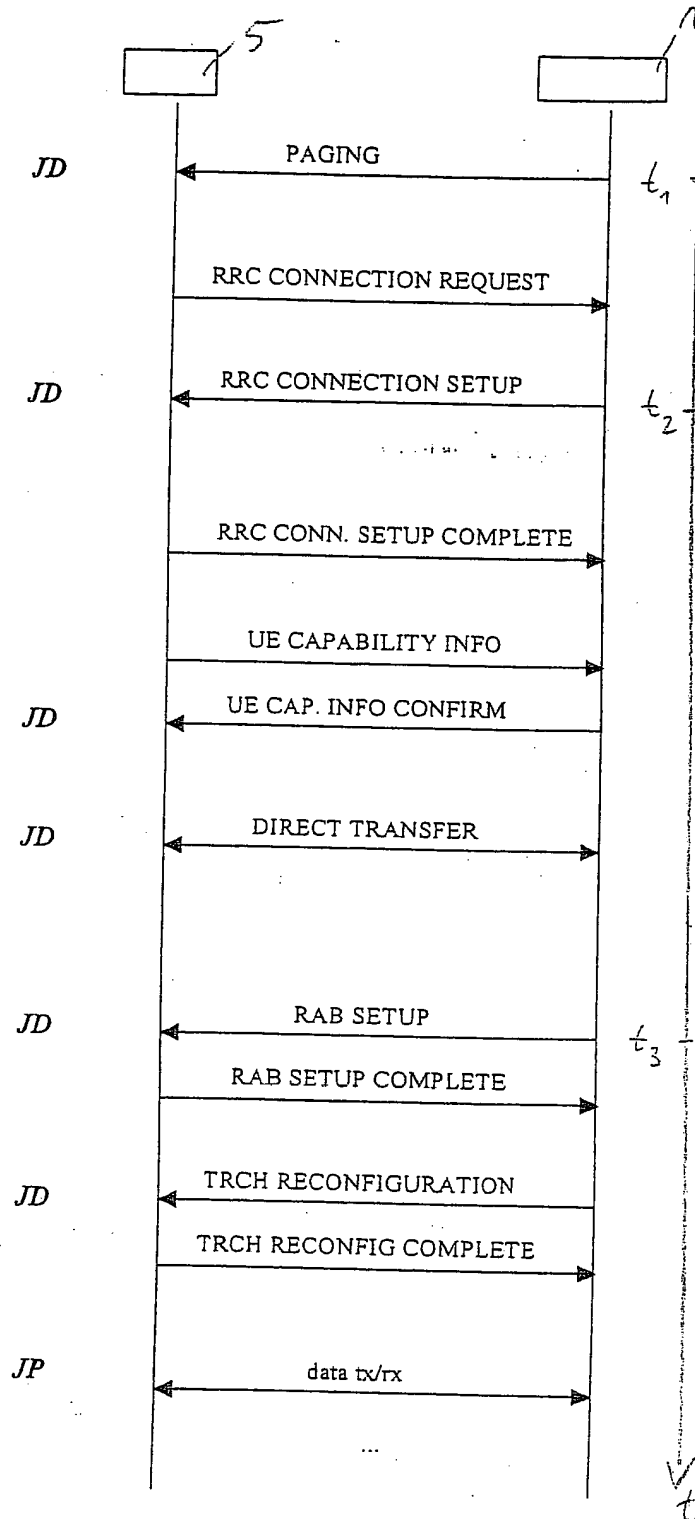 5
1
JD PAGING t₁
RRC CONNECTION REQUEST
JD RRC CONNECTION SETUP t₂
RRC CONN. SETUP COMPLETE
UE CAPABILITY INFO
JD UE CAP. INFO CONFIRM
JD DIRECT TRANSFER
JD RAB SETUP t₃
RAB SETUP COMPLETE
JD TRCH RECONFIGURATION
TRCH RECONFIG COMPLETE
JP data tx/rx
...
t